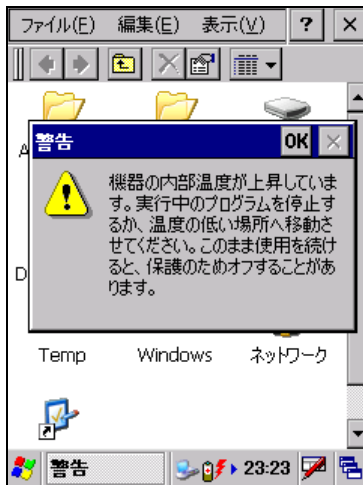 ファイル(F) 編集(E) 表示(V) ? ×
警告 OK ×
機器の内部温度が上昇していま
す。実行中のプログラムを停止す
るか、温度の低い場所へ移動さ
せてください。このまま使用を続け
ると、保護のためオフすることがあ
ります。
A
D
Temp Windows ネットワーク
警告 23:23